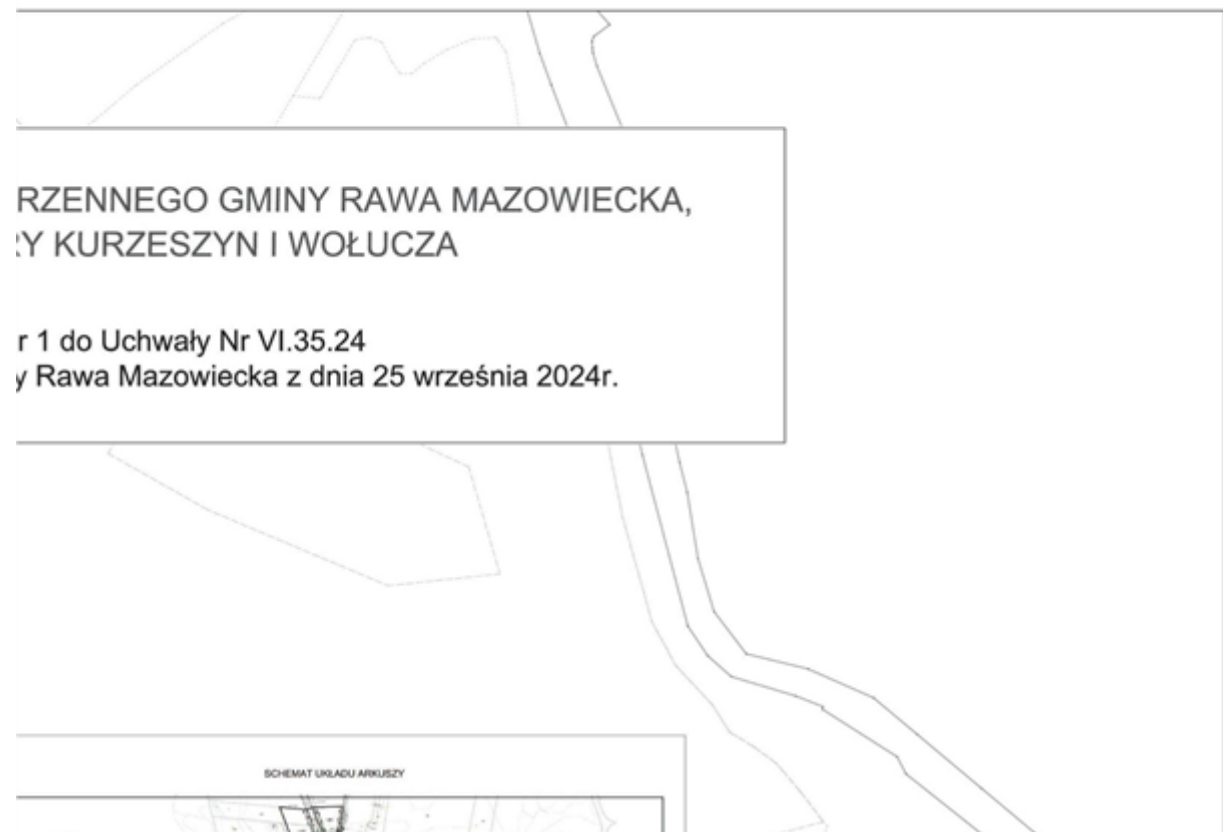 RZENNEGO GMINY RAWA MAZOWIECKA,
RY KURZESZYN I WOŁUCZA
r 1 do Uchwały Nr VI.35.24
y Rawa Mazowiecka z dnia 25 września 2024r.
SCHEMAT UKŁADU ARKUSZY